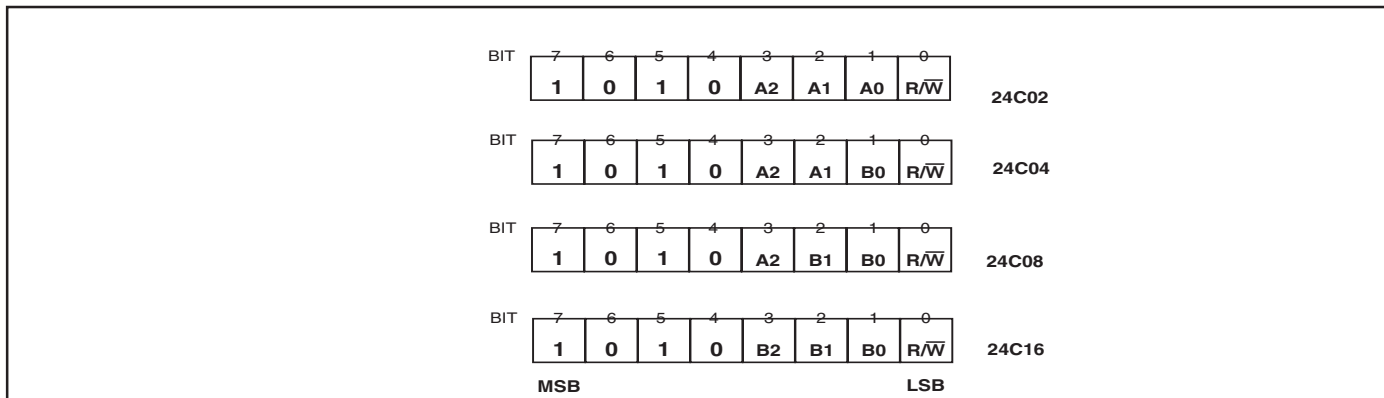 BIT 7 6 5 4 3 2 1 0
1 0 1 0 A2 A1 A0 R/W̅ 24C02
BIT 7 6 5 4 3 2 1 0
1 0 1 0 A2 A1 B0 R/W̅ 24C04
BIT 7 6 5 4 3 2 1 0
1 0 1 0 A2 B1 B0 R/W̅ 24C08
BIT 7 6 5 4 3 2 1 0
1 0 1 0 B2 B1 B0 R/W̅ 24C16
MSB LSB